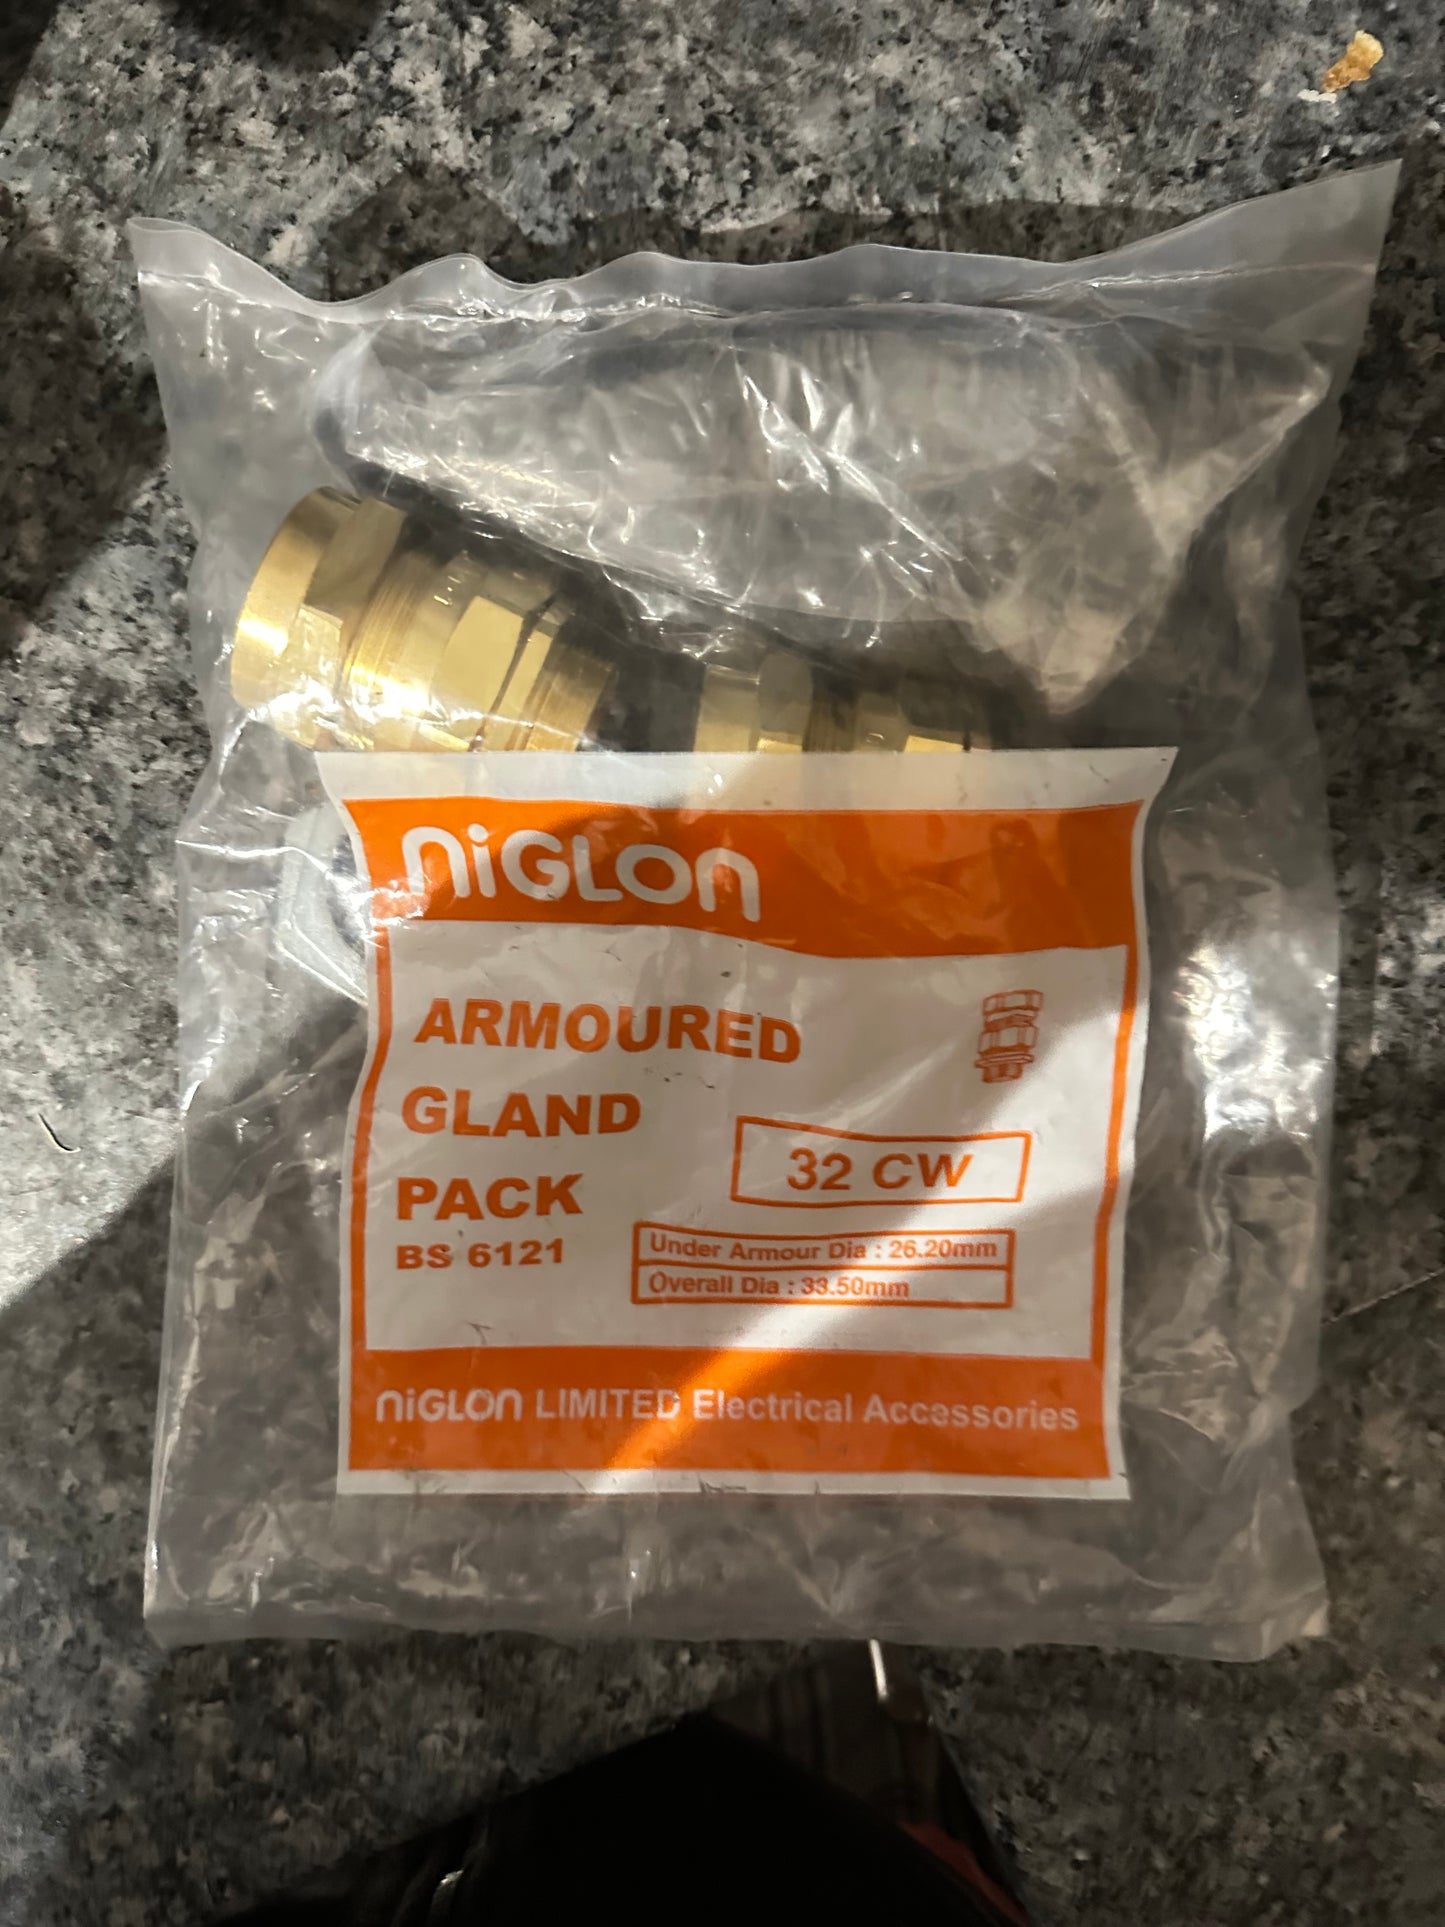 niGLon
ARMOURED
GLAND
PACK
BS 6121
32 CW
Under Armour Dia : 26.20mm
Overall Dia : 33.50mm
niGLon LIMITED Electrical Accessories